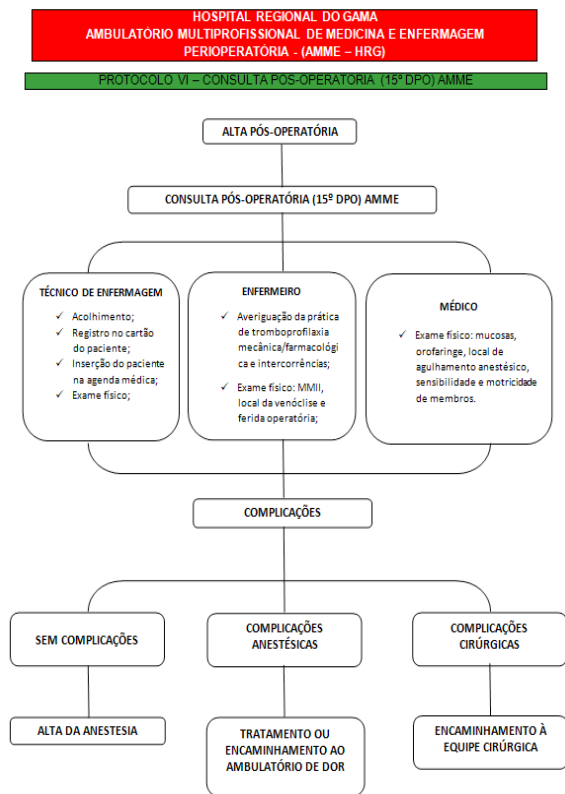 HOSPITAL REGIONAL DO GAMA
AMBULATÓRIO MULTIPROFISSIONAL DE MEDICINA E ENFERMAGEM
PERIOPERATÓRIA - (AMME – HRG)
PROTOCOLO VI – CONSULTA POS-OPERATORIA (15º DPO) AMME
ALTA PÓS-OPERATÓRIA
CONSULTA PÓS-OPERATÓRIA (15º DPO) AMME
TÉCNICO DE ENFERMAGEM
✓ Acolhimento;
✓ Registro no cartão
do paciente;
✓ Inserção do paciente
na agenda médica;
✓ Exame físico;
ENFERMEIRO
✓ Averiguação da prática
de tromboprofilaxia
mecânica/farmacológi
ca e intercorrências;
✓ Exame físico: MMII,
local da venóclise e
ferida operatória;
MÉDICO
✓ Exame físico: mucosas,
orofaringe, local de
agulhamento anestésico,
sensibilidade e motricidade
de membros.
COMPLICAÇÕES
SEM COMPLICAÇÕES
COMPLICAÇÕES
ANESTÉSICAS
COMPLICAÇÕES
CIRÚRGICAS
ALTA DA ANESTESIA
TRATAMENTO OU
ENCAMINHAMENTO AO
AMBULATÓRIO DE DOR
ENCAMINHAMENTO À
EQUIPE CIRÚRGICA